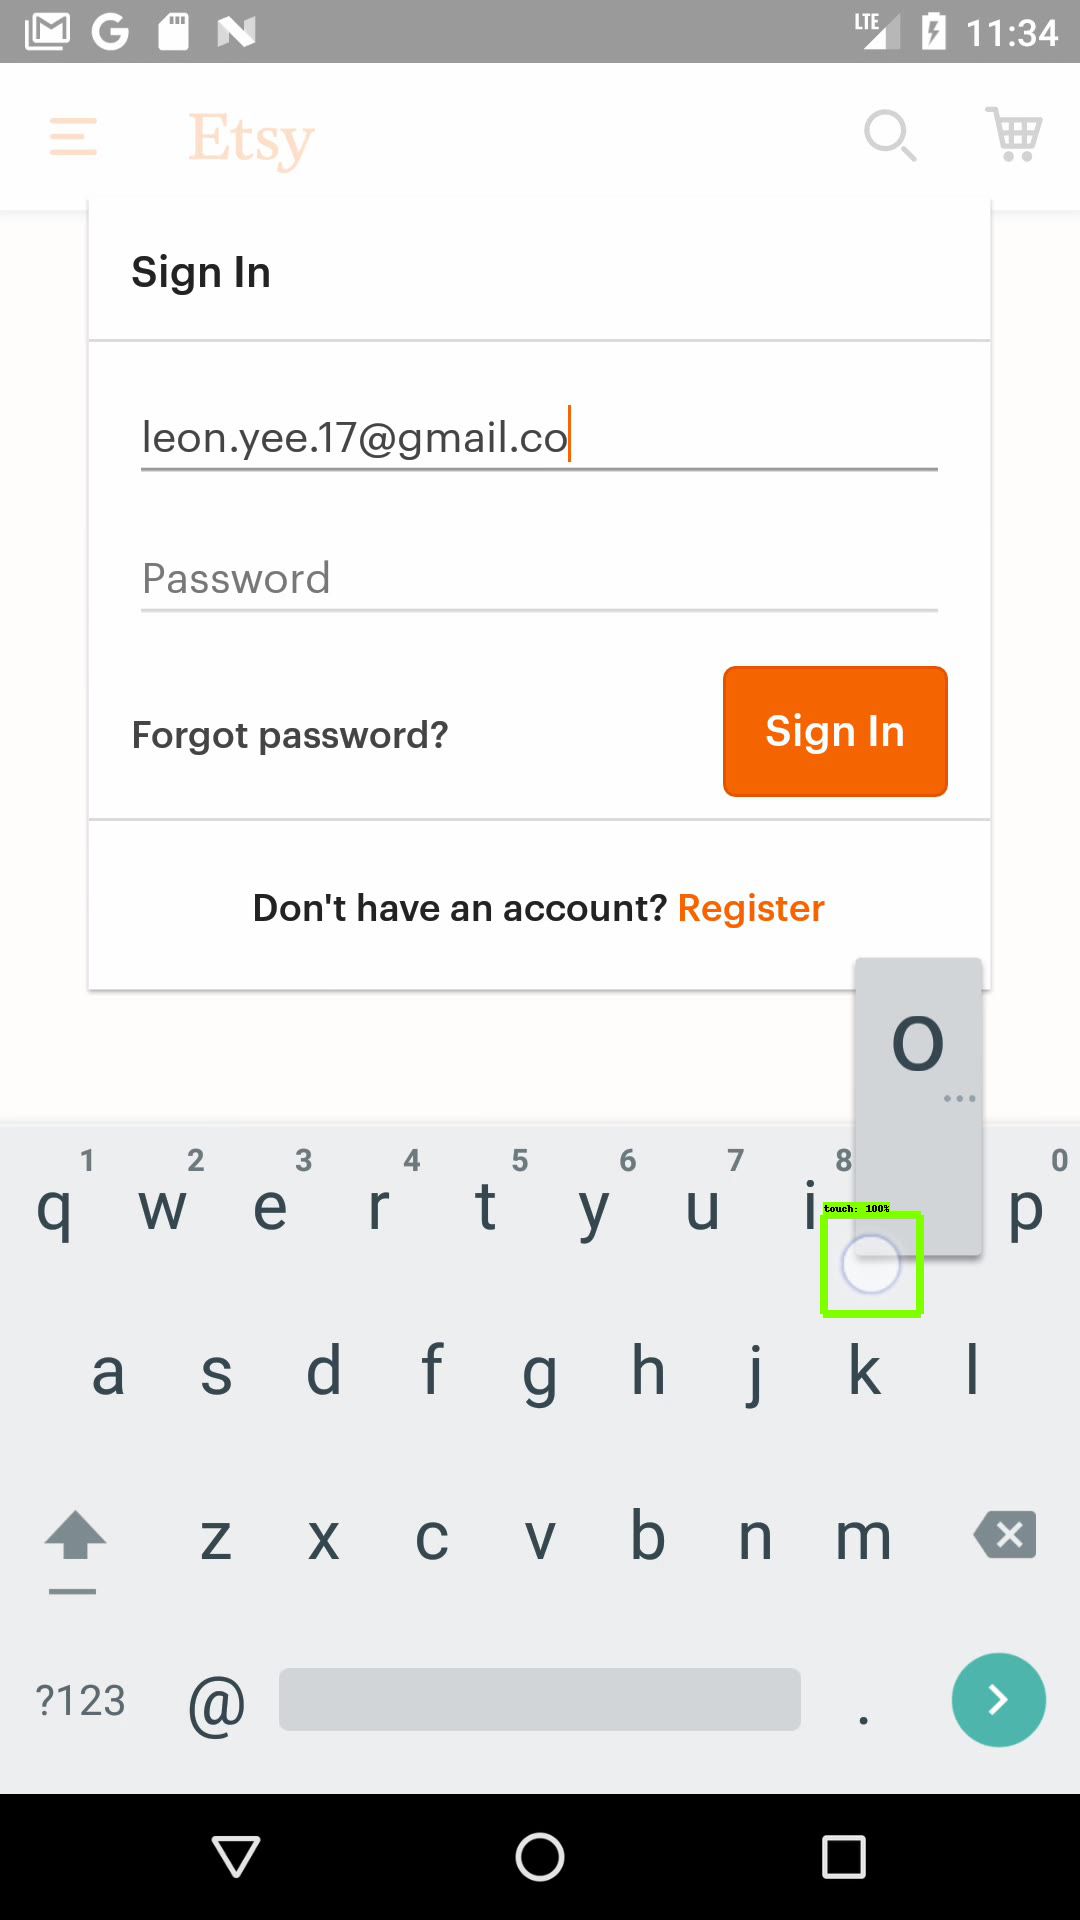 LTE 11:34
Etsy
Sign In
leon.yee.17@gmail.co
Password
Forgot password? Sign In
Don't have an account? Register
o
...
1 2 3 4 5 6 7 8 0
q w e r t y u i p
touch: 100%
a s d f g h j k l
z x c v b n m
?123 @ .